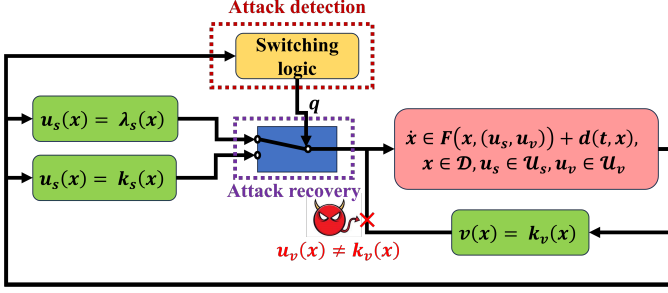 Attack detection
Switching
logic
q
u_s(x) = λ_s(x)
u_s(x) = k_s(x)
Attack recovery
ẋ ∈ F(x, (u_s, u_v)) + d(t, x),
x ∈ 𝒟, u_s ∈ 𝒰_s, u_v ∈ 𝒰_v
u_v(x) ≠ k_v(x)
v(x) = k_v(x)